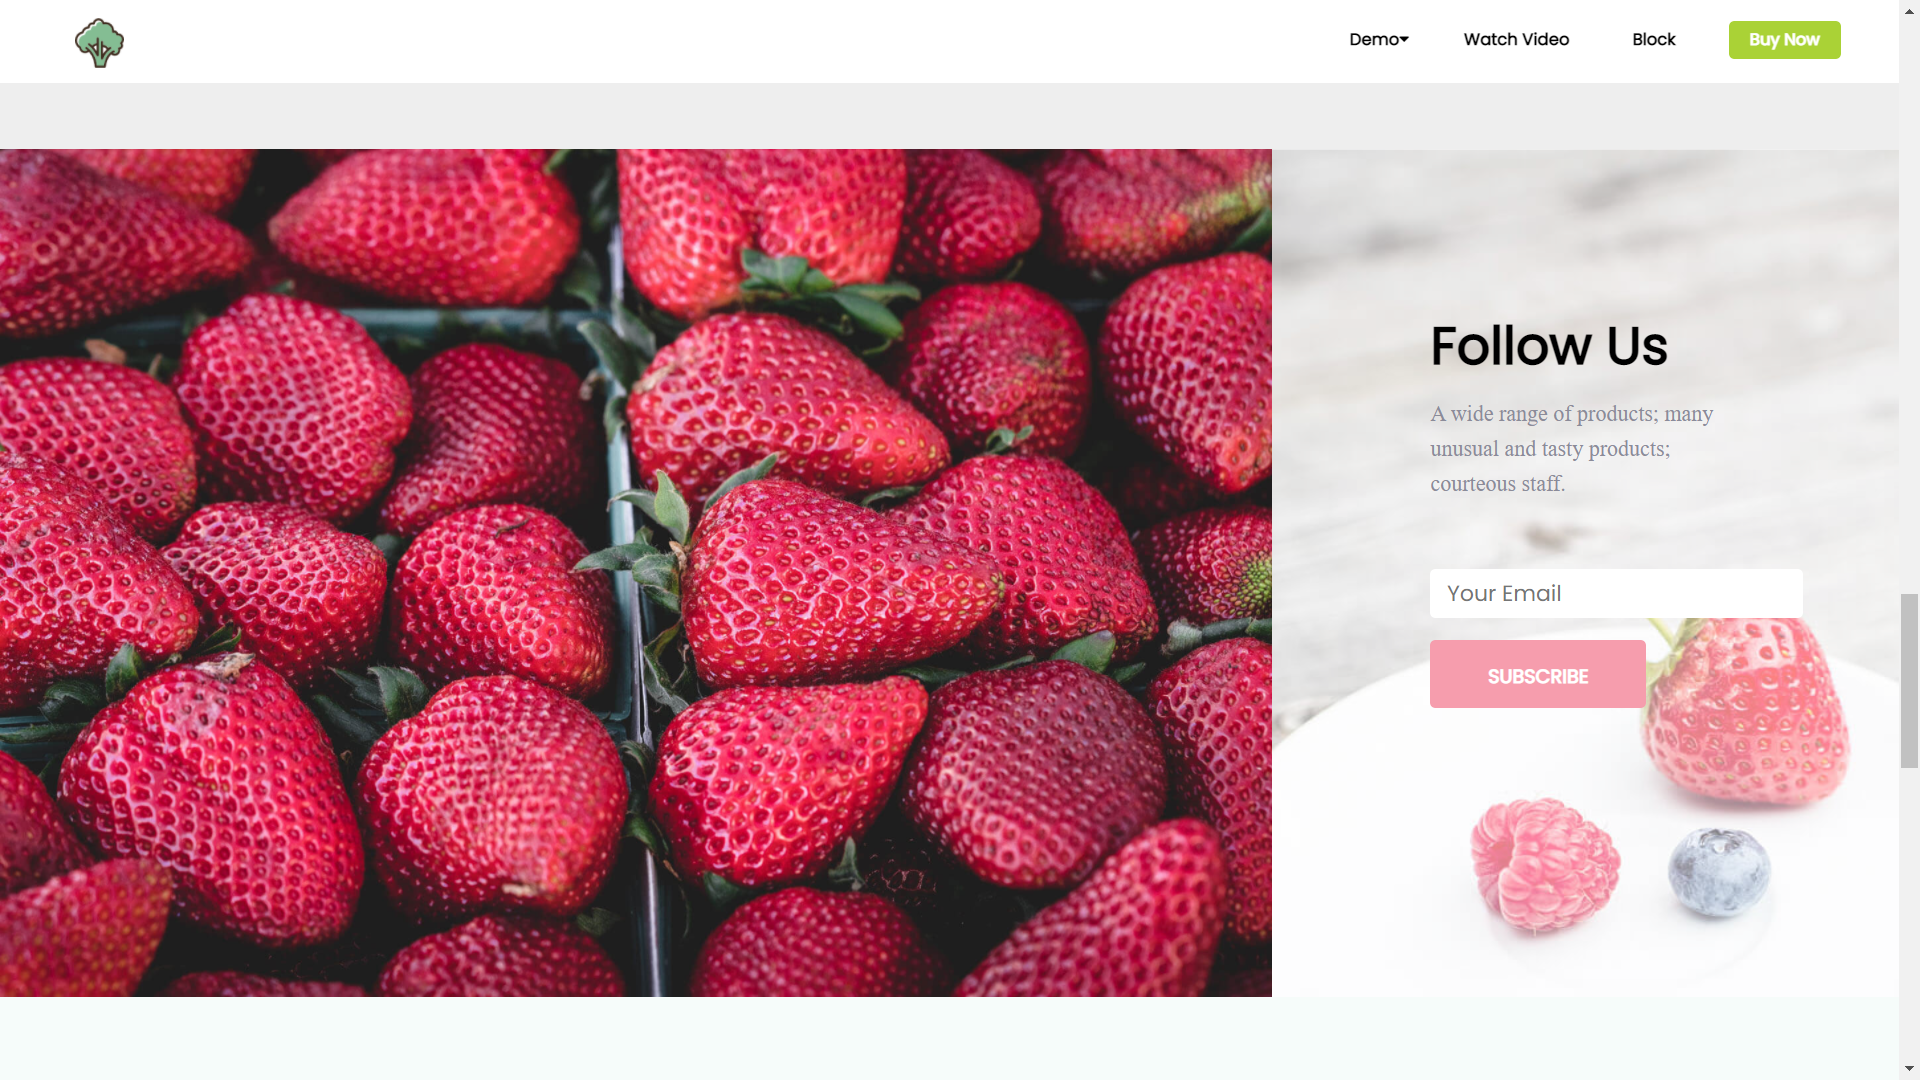 Demo
Watch Video
Block
Buy Now
Follow Us
A wide range of products; many
unusual and tasty products;
courteous staff.
Your Email
SUBSCRIBE